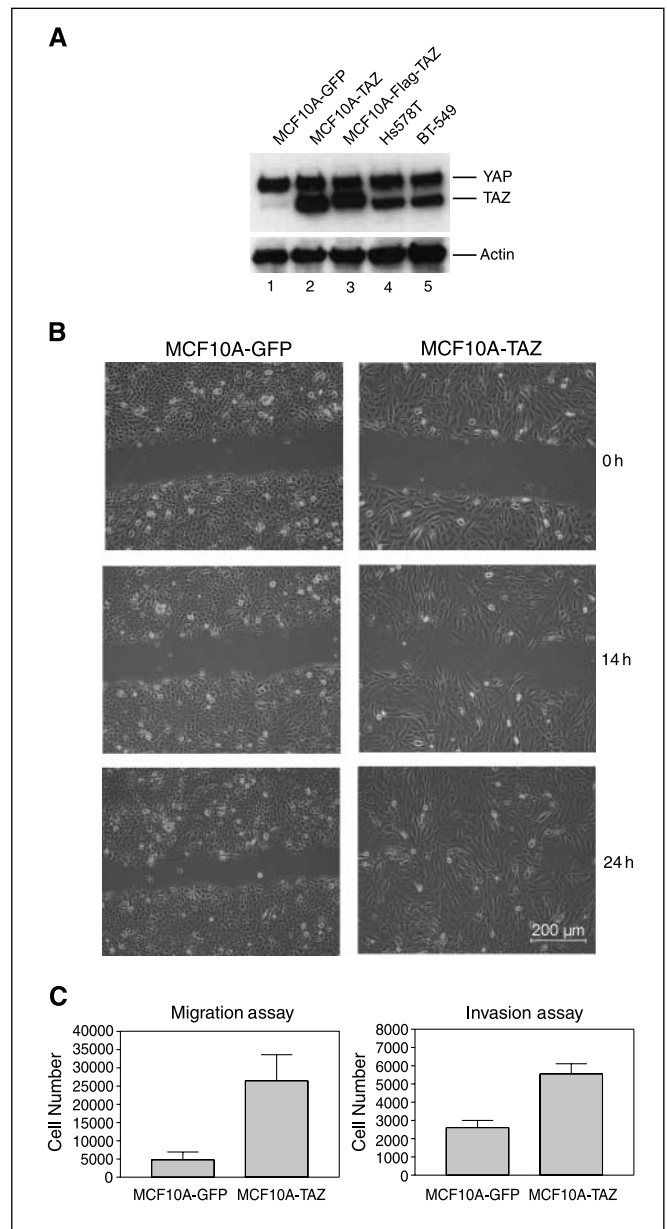 A
MCF10A-GFP
MCF10A-TAZ
MCF10A-Flag-TAZ
Hs578T
BT-549
YAP
TAZ
Actin
1 2 3 4 5
B
MCF10A-GFP MCF10A-TAZ
0 h
14 h
24 h
200 µm
C
Migration assay
Cell Number
40000
35000
30000
25000
20000
15000
10000
5000
0
MCF10A-GFP MCF10A-TAZ
Invasion assay
Cell Number
8000
7000
6000
5000
4000
3000
2000
1000
0
MCF10A-GFP MCF10A-TAZ